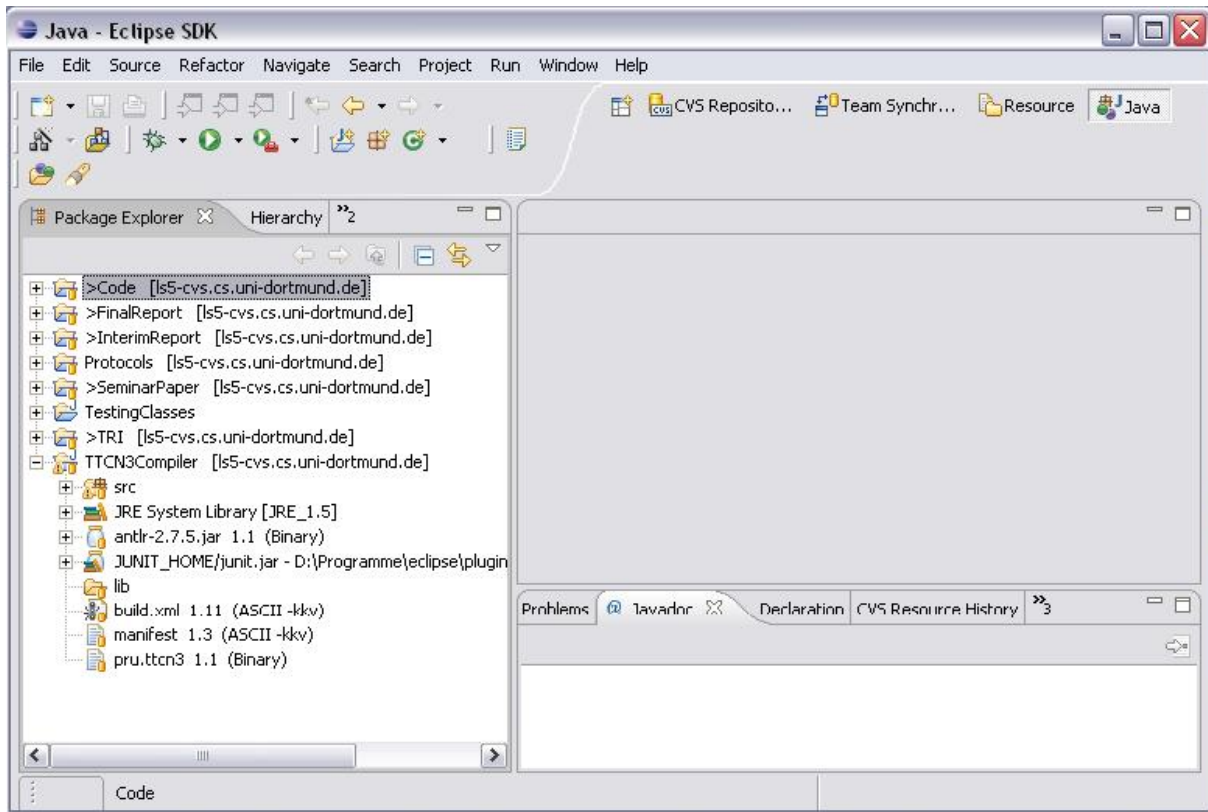 Java - Eclipse SDK
File Edit Source Refactor Navigate Search Project Run Window Help
CVS Reposito... Team Synchr... Resource Java
Package Explorer Hierarchy »2
>Code [ls5-cvs.cs.uni-dortmund.de]
>FinalReport [ls5-cvs.cs.uni-dortmund.de]
>InterimReport [ls5-cvs.cs.uni-dortmund.de]
Protocols [ls5-cvs.cs.uni-dortmund.de]
>SeminarPaper [ls5-cvs.cs.uni-dortmund.de]
TestingClasses
>TRI [ls5-cvs.cs.uni-dortmund.de]
TTCN3Compiler [ls5-cvs.cs.uni-dortmund.de]
src
JRE System Library [JRE_1.5]
antlr-2.7.5.jar 1.1 (Binary)
JUNIT_HOME/junit.jar - D:\Programme\eclipse\plugin
lib
build.xml 1.11 (ASCII -kkv)
manifest 1.3 (ASCII -kkv)
pru.ttcn3 1.1 (Binary)
Problems @ Javadoc Declaration CVS Resource History »3
Code